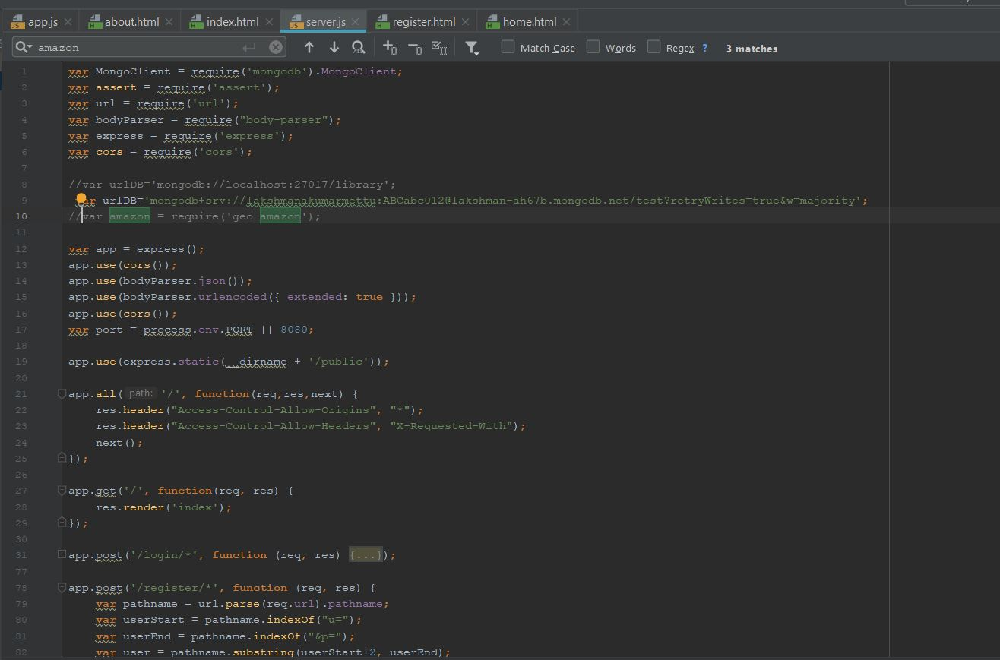 app.js about.html index.html server.js register.html home.html
amazon Match Case Words Regex ? 3 matches
1 var MongoClient = require('mongodb').MongoClient;
2 var assert = require('assert');
3 var url = require('url');
4 var bodyParser = require("body-parser");
5 var express = require('express');
6 var cors = require('cors');
7
8 //var urlDB='mongodb://localhost:27017/library';
9 var urlDB='mongodb+srv://lakshmanakumarmettu:ABCabc012@lakshman-ah67b.mongodb.net/test?retryWrites=true&w=majority';
10 //var amazon = require('geo-amazon');
11
12 var app = express();
13 app.use(cors());
14 app.use(bodyParser.json());
15 app.use(bodyParser.urlencoded({ extended: true }));
16 app.use(cors());
17 var port = process.env.PORT || 8080;
18
19 app.use(express.static(__dirname + '/public'));
20
21 app.all( path: '/', function(req,res,next) {
22 res.header("Access-Control-Allow-Origins", "*");
23 res.header("Access-Control-Allow-Headers", "X-Requested-With");
24 next();
25 });
26
27 app.get('/', function(req, res) {
28 res.render('index');
29 });
30
31 app.post('/login/*', function (req, res) {...});
77
78 app.post('/register/*', function (req, res) {
79 var pathname = url.parse(req.url).pathname;
80 var userStart = pathname.indexOf("u=");
81 var userEnd = pathname.indexOf("&p=");
82 var user = pathname.substring(userStart+2, userEnd);